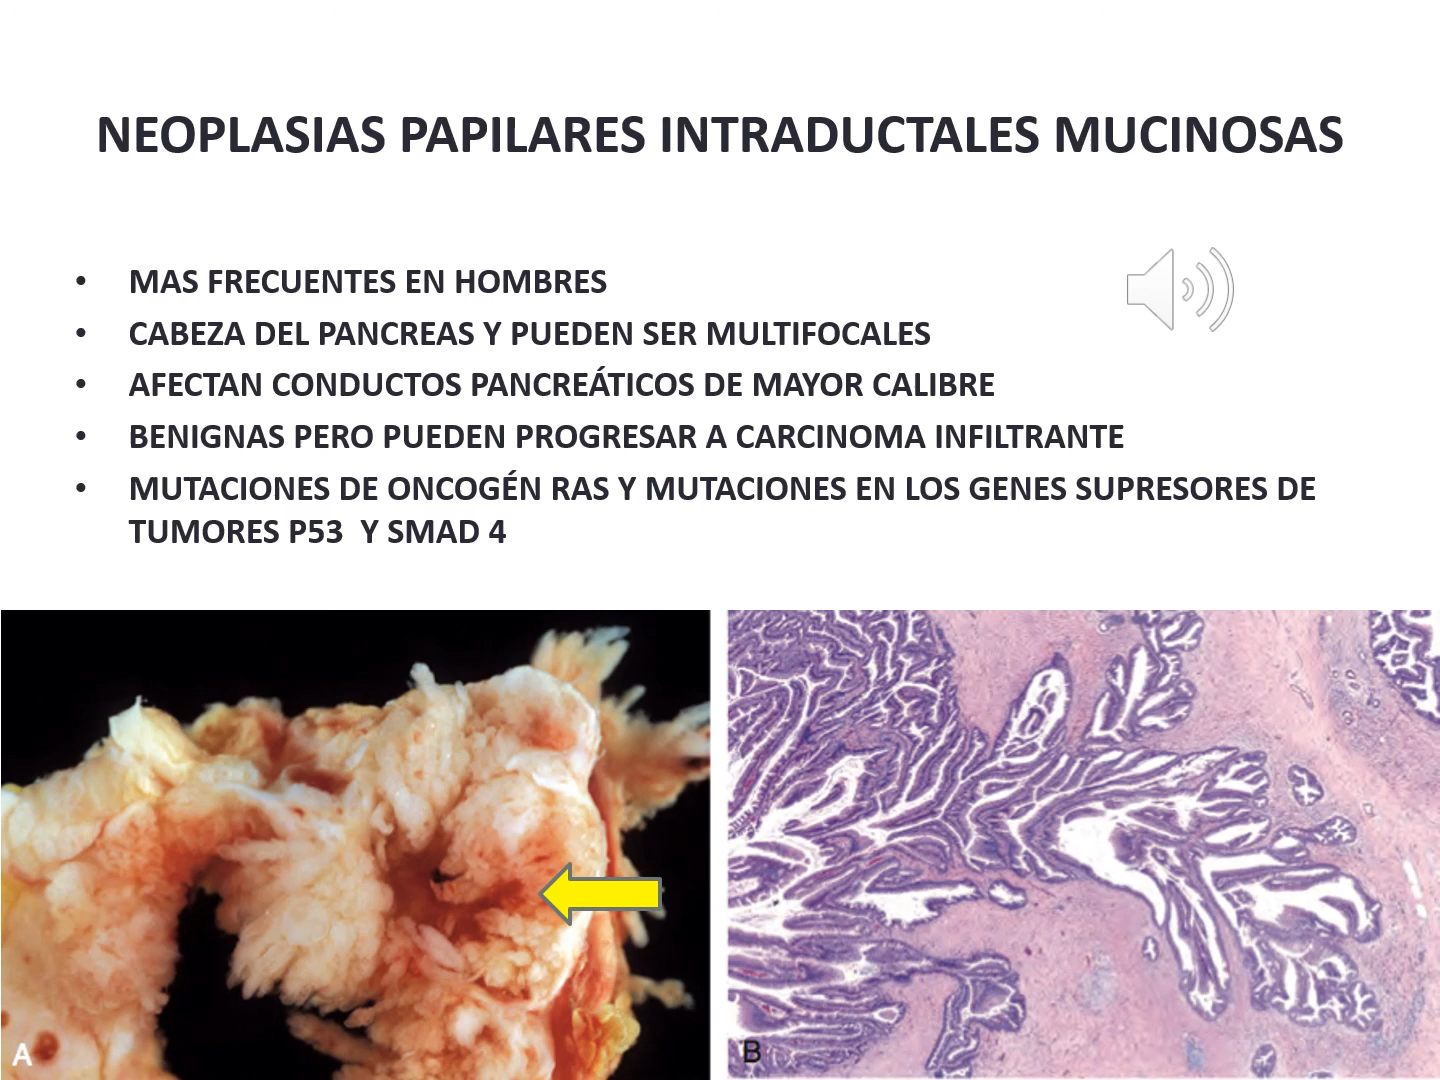 NEOPLASIAS PAPILARES INTRADUCTALES MUCINOSAS
• MAS FRECUENTES EN HOMBRES
• CABEZA DEL PANCREAS Y PUEDEN SER MULTIFOCALES
• AFECTAN CONDUCTOS PANCREÁTICOS DE MAYOR CALIBRE
• BENIGNAS PERO PUEDEN PROGRESAR A CARCINOMA INFILTRANTE
• MUTACIONES DE ONCOGÉN RAS Y MUTACIONES EN LOS GENES SUPRESORES DE
TUMORES P53 Y SMAD 4
A
B